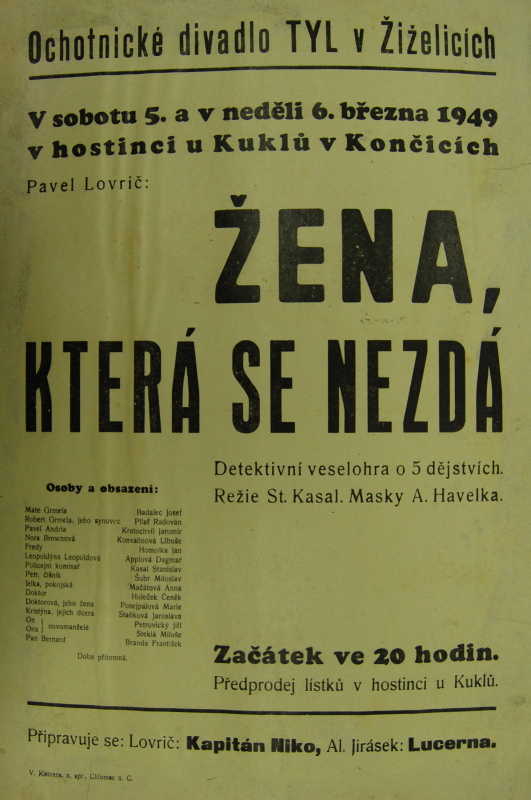 Ochotnické divadlo TYL v Žiželicích
V sobotu 5. a v neděli 6. března 1949
v hostinci u Kuklů v Končicích
Pavel Lovrič:
ŽENA,
KTERÁ SE NEZDÁ
Detektivní veselohra o 5 dějstvích.
Režie St. Kasal. Masky A. Havelka.
Osoby a obsazení:
Mate Grmela Badalec Josef
Robert Grmela, jeho synovec Pilař Radovan
Pavel Andria Kratochvíl Jaromír
Nora Brownová Konvalinová Libuše
Fredy Homolka Jan
Leopoldýna Leopoldová Applová Dagmar
Policejní komisař Kasal Stanislav
Petr, číšník Šubr Miloslav
Jelka, pokojská Mačátová Anna
Doktor Holeček Čeněk
Doktorová, jeho žena Posejpalová Marie
Kristýna, jejich dcera Staňková Jaroslava
On Petrovický Jiří
Ona novomanželé Steklá Miluše
Pan Bernard Branda František
Doba přítomná.
Začátek ve 20 hodin.
Předprodej lístků v hostinci u Kuklů.
Připravuje se: Lovrič: Kapitán Niko, Al. Jirásek: Lucerna.
V. Klemera, n. spr., Chlumec n. C.